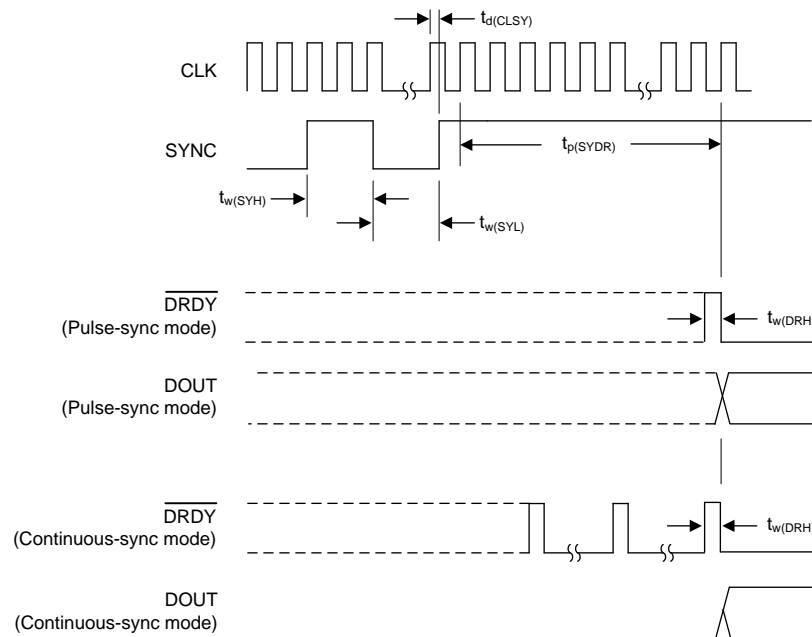 t_d(CLSY)
CLK
SYNC
t_p(SYDR)
t_w(SYH)
t_w(SYL)
DRDY
(Pulse-sync mode)
t_w(DRH
DOUT
(Pulse-sync mode)
DRDY
(Continuous-sync mode)
t_w(DRH
DOUT
(Continuous-sync mode)